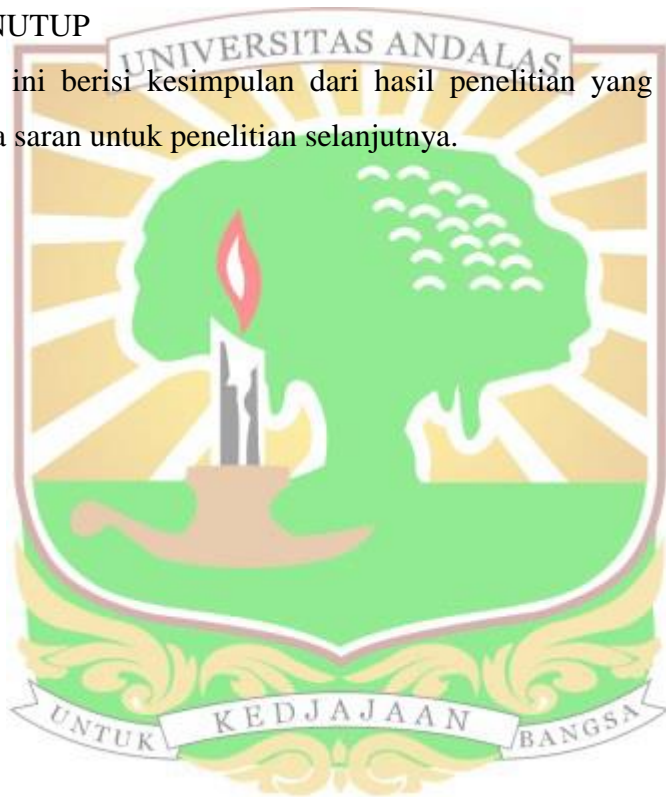 NUTUP
UNIVERSITAS ANDALAS
ini berisi kesimpulan dari hasil penelitian yang
saran untuk penelitian selanjutnya.
UNTUK KEDJAJAAN BANGSA